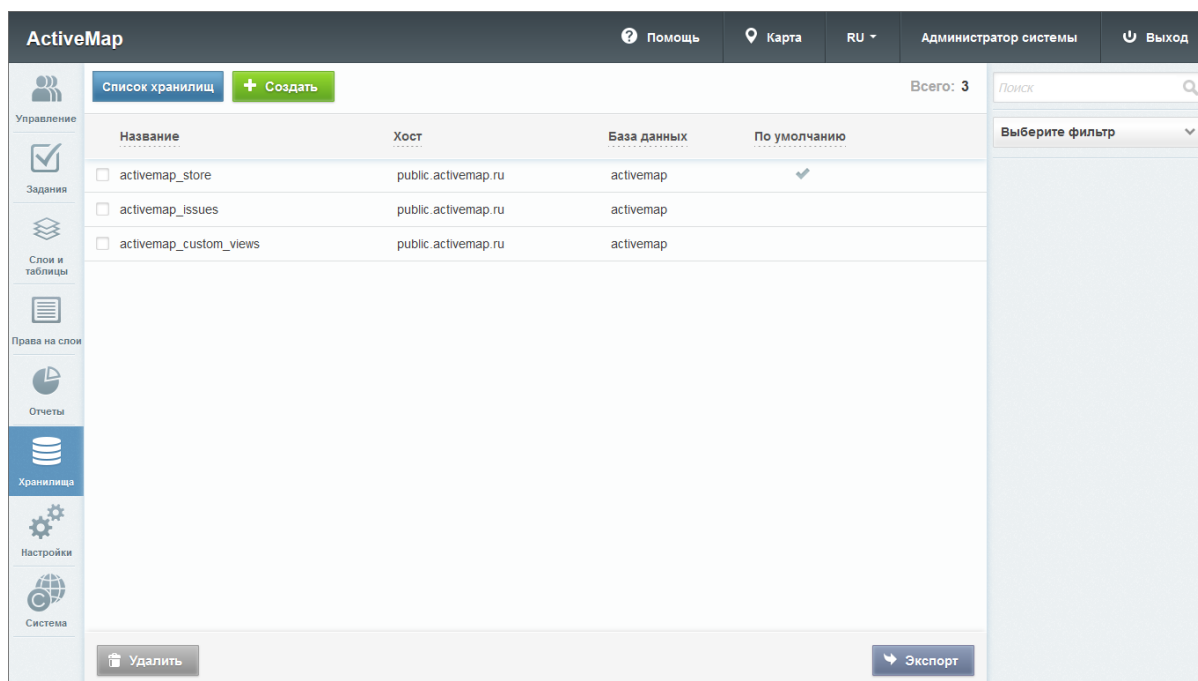 ActiveMap
Помощь
Карта
RU
Администратор системы
Выход
Управление
Задания
Слои и
таблицы
Права на слои
Отчеты
Хранилища
Настройки
Система
Список хранилищ
Создать
Всего: 3
Название Хост База данных По умолчанию
activemap_store public.activemap.ru activemap
activemap_issues public.activemap.ru activemap
activemap_custom_views public.activemap.ru activemap
Удалить
Экспорт
Поиск
Выберите фильтр